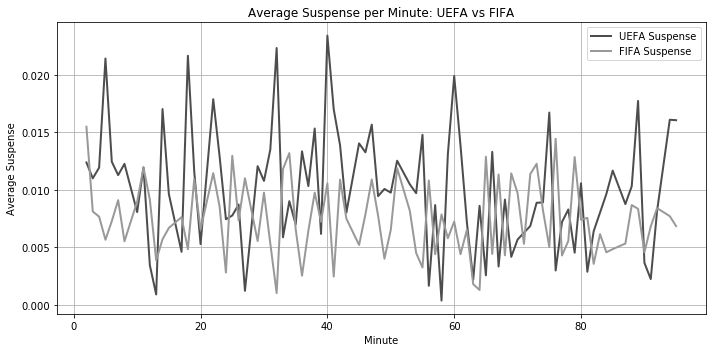 Average Suspense per Minute: UEFA vs FIFA
UEFA Suspense
FIFA Suspense
Average Suspense
0.020
0.015
0.010
0.005
0.000
0
20
40
60
80
Minute